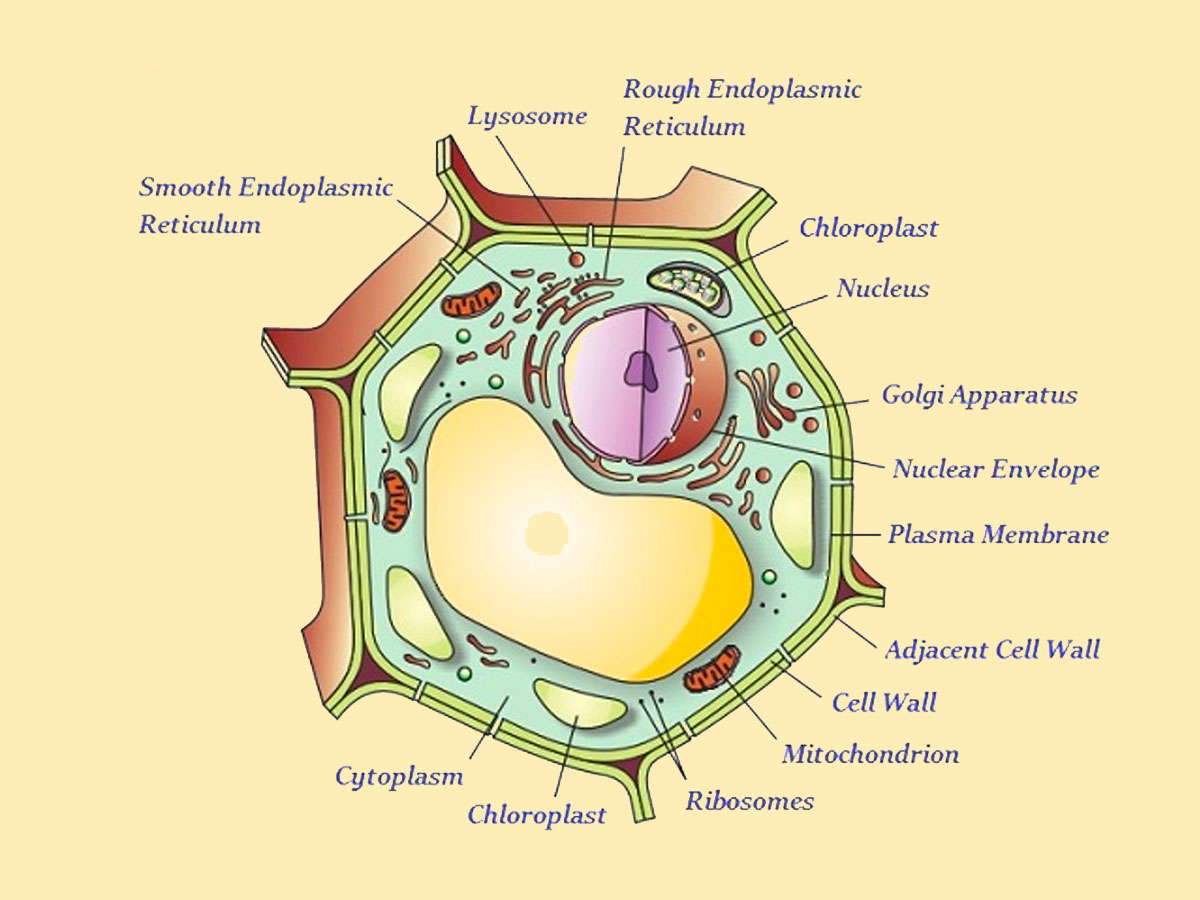 Rough Endoplasmic
Reticulum
Lysosome
Smooth Endoplasmic
Reticulum
Chloroplast
Nucleus
Golgi Apparatus
Nuclear Envelope
Plasma Membrane
Adjacent Cell Wall
Cell Wall
Mitochondrion
Cytoplasm
Ribosomes
Chloroplast